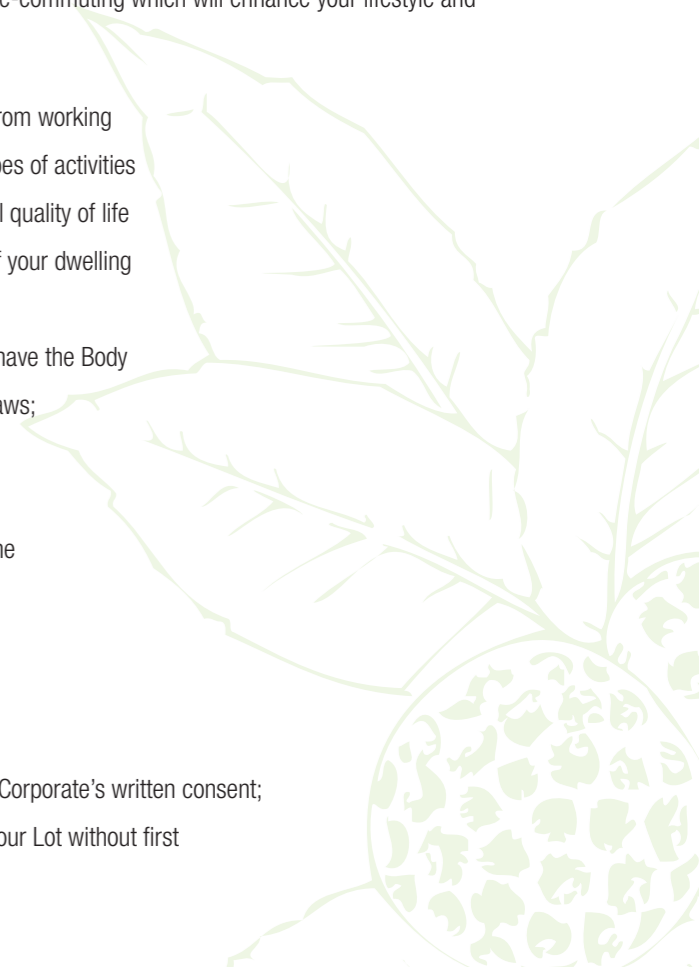 e-commuting which will enhance your lifestyle and
rom working
pes of activities
l quality of life
f your dwelling
have the Body
aws;
ne
Corporate’s written consent;
our Lot without first